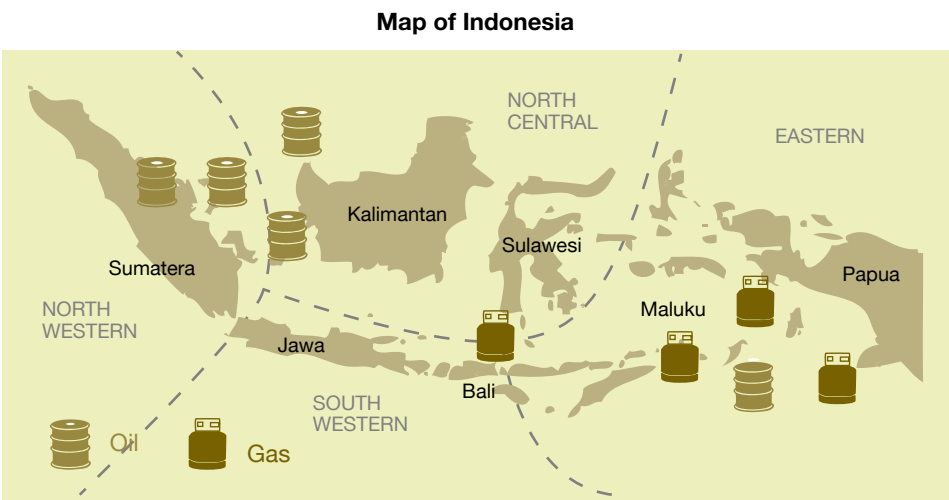 Map of Indonesia
NORTH
CENTRAL
EASTERN
Kalimantan
Sulawesi
Sumatera
Papua
NORTH
WESTERN
Maluku
Jawa
Bali
SOUTH
WESTERN
Oil
Gas